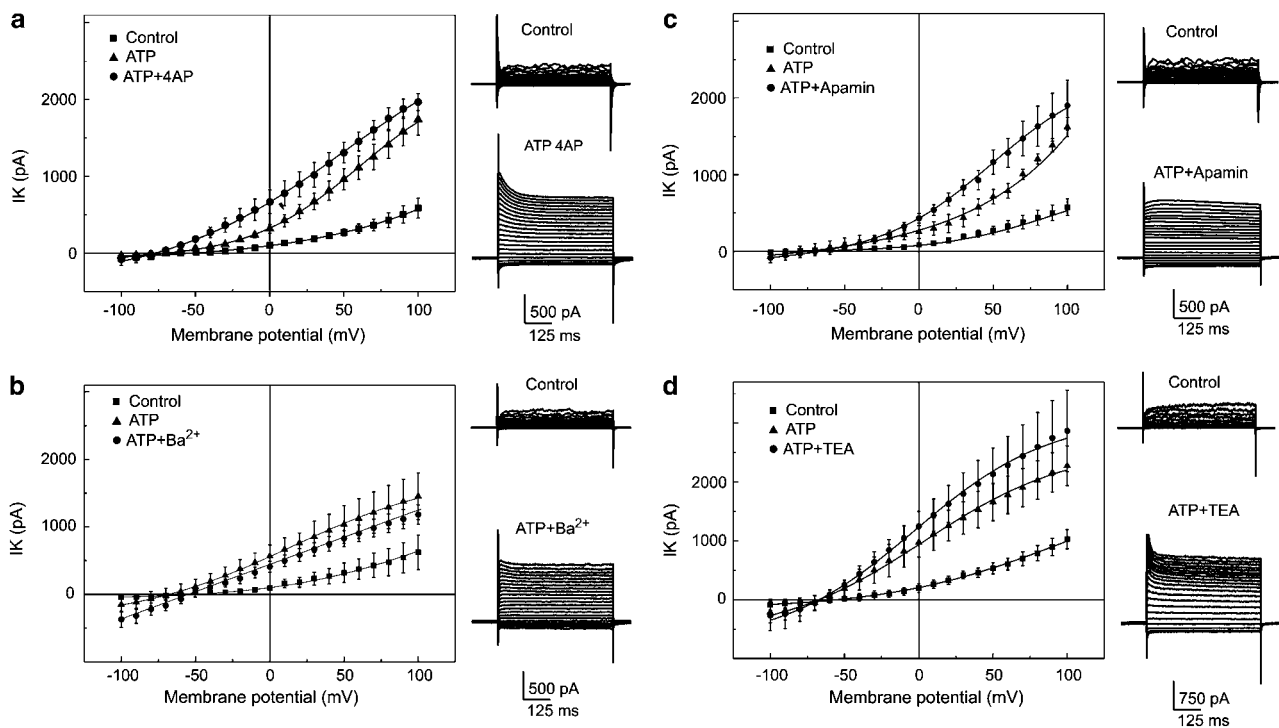 a
Control
ATP
ATP+4AP
2000
1000
0
IK (pA)
-100 -50 0 50 100
Membrane potential (mV)
Control
ATP 4AP
500 pA
125 ms
c
Control
ATP
ATP+Apamin
2000
1000
0
IK (pA)
-100 -50 0 50 100
Membrane potential (mV)
Control
ATP+Apamin
500 pA
125 ms
b
Control
ATP
ATP+Ba²⁺
2000
1000
0
IK (pA)
-100 -50 0 50 100
Membrane potential (mV)
Control
ATP+Ba²⁺
500 pA
125 ms
d
Control
ATP
ATP+TEA
2000
1000
0
IK (pA)
-100 -50 0 50 100
Membrane potential (mV)
Control
ATP+TEA
750 pA
125 ms